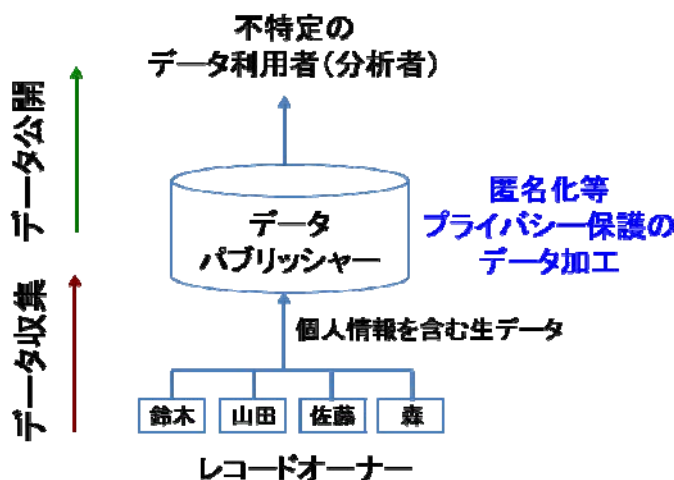 不特定の
データ利用者(分析者)
データ公開
データ
パブリッシャー
匿名化等
プライバシー保護の
データ加工
データ収集
個人情報を含む生データ
鈴木
山田
佐藤
森
レコードオーナー